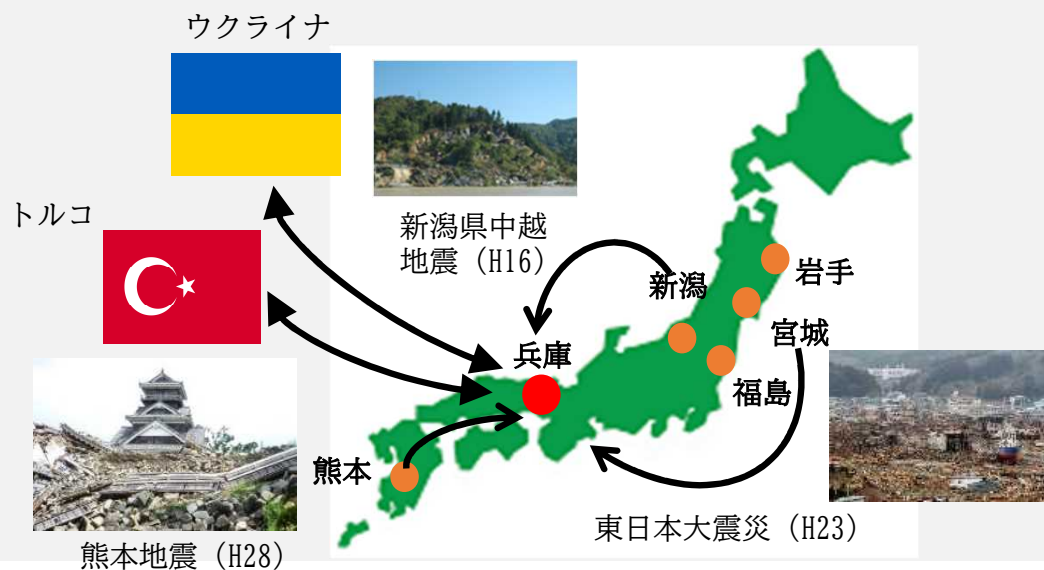 ウクライナ
トルコ
新潟県中越
地震（H16）
新潟
岩手
宮城
兵庫
福島
熊本
東日本大震災（H23）
熊本地震（H28）